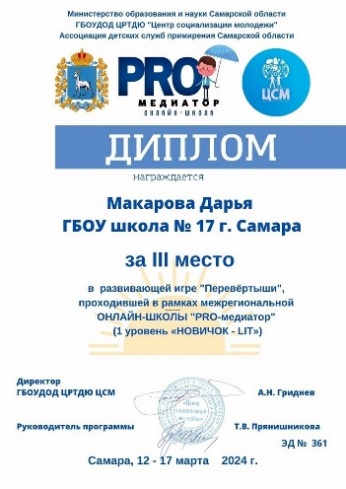 Министерство образования и науки Самарской области
ГБОУДОД ЦРТДЮ "Центр социализации молодежи"
Ассоциация детских служб примирения Самарской области
PRO
МЕДИАТОР
ОНЛАЙН-ШКОЛА
ЦСМ
ДИПЛОМ
награждается
Макарова Дарья
ГБОУ школа № 17 г. Самара
за III место
в развивающей игре "Перевёртыши",
проходившей в рамках межрегиональной
ОНЛАЙН-ШКОЛЫ "PRO-медиатор"
(1 уровень «НОВИЧОК - LIT»)
Директор
ГБОУДОД ЦРТДЮ ЦСМ
А.Н. Гриднев
Руководитель программы
Т.В. Прянишникова
ЭД № 361
Самара, 12 - 17 марта 2024 г.